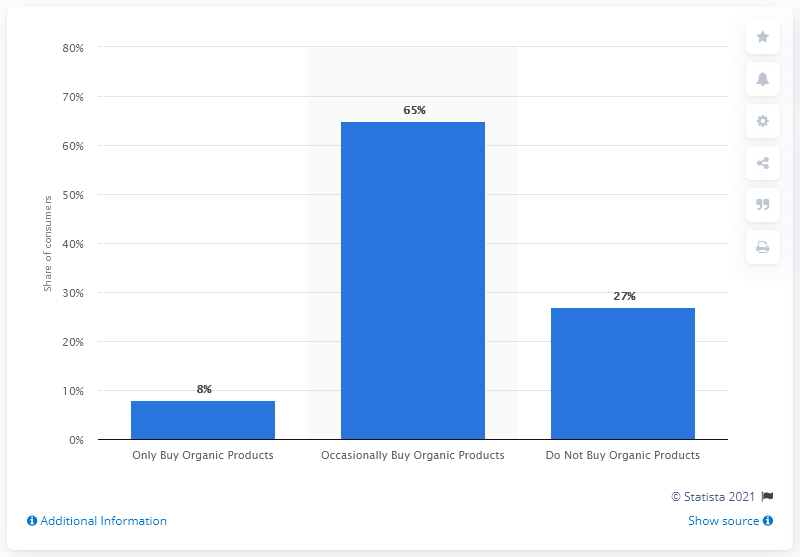 80%
70%
60%
50%
40%
30%
20%
10%
0%
Share of consumers
8%
65%
27%
Only Buy Organic Products
Occasionally Buy Organic Products
Do Not Buy Organic Products
© Statista 2021
Additional Information
Show source